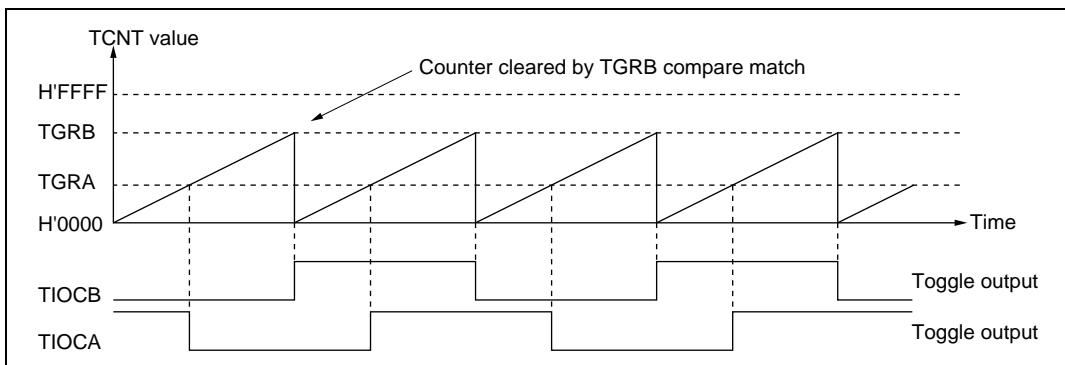 TCNT value
Counter cleared by TGRB compare match
H'FFFF
TGRB
TGRA
H'0000
Time
TIOCB
Toggle output
TIOCA
Toggle output